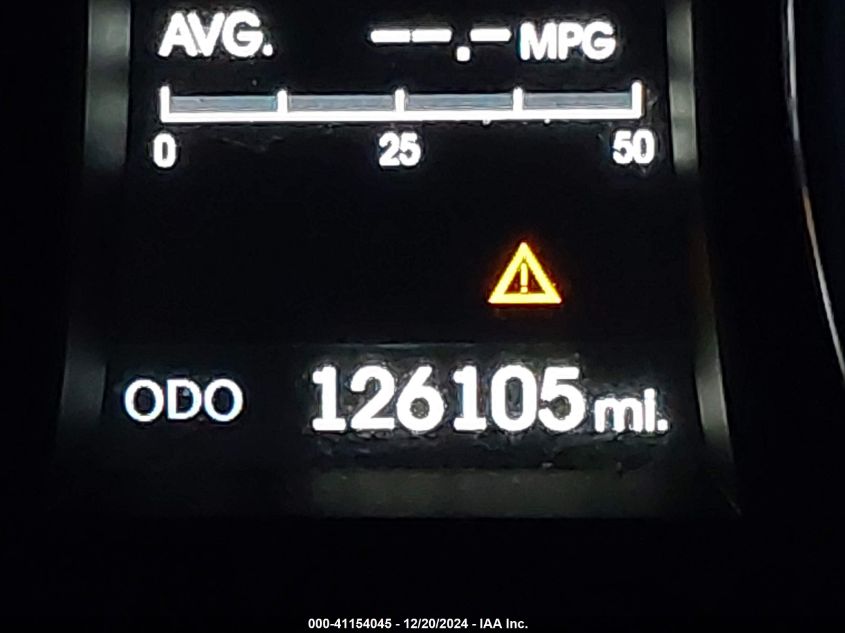 AVG. --.- MPG
0 25 50
ODO 126105 mi.
000-41154045 - 12/20/2024 - IAA Inc.